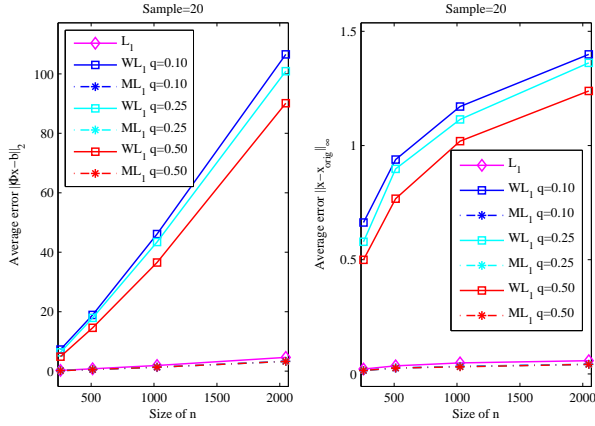 Sample=20
Average error ||Φx−b||₂
100
80
60
40
20
0
500
1000
1500
2000
Size of n
L₁
WL₁ q=0.10
ML₁ q=0.10
WL₁ q=0.25
ML₁ q=0.25
WL₁ q=0.50
ML₁ q=0.50
Sample=20
Average error ||x−x_orig||_∞
1.5
1
0.5
0
500
1000
1500
2000
Size of n
L₁
WL₁ q=0.10
ML₁ q=0.10
WL₁ q=0.25
ML₁ q=0.25
WL₁ q=0.50
ML₁ q=0.50